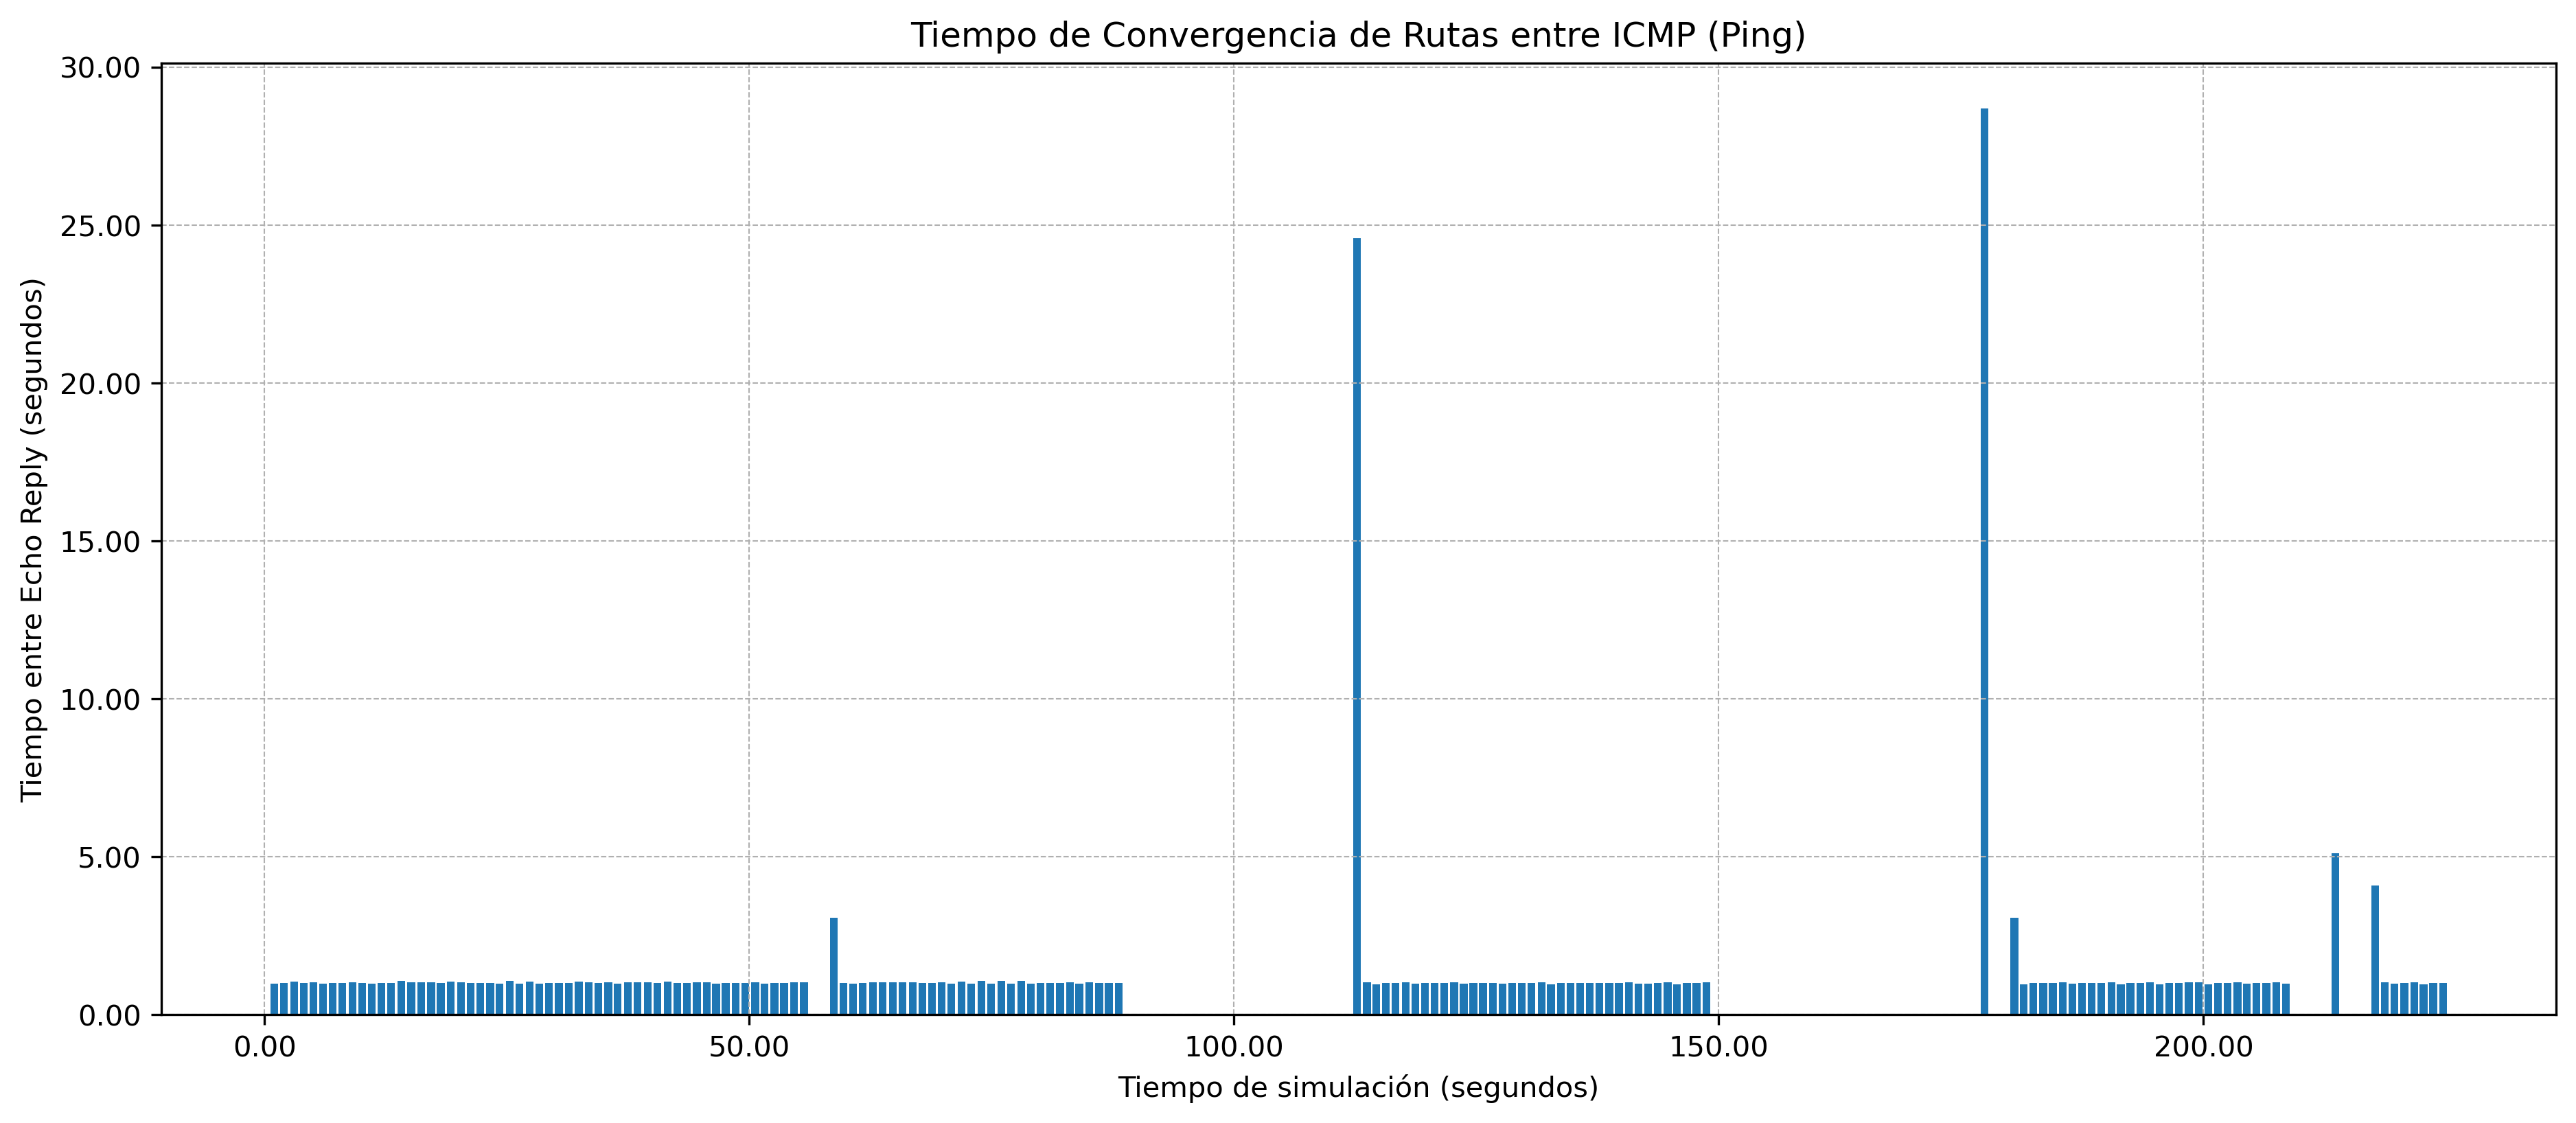 Tiempo de Convergencia de Rutas entre ICMP (Ping)
Tiempo entre Echo Reply (segundos)
30.00
25.00
20.00
15.00
10.00
5.00
0.00
0.00 50.00 100.00 150.00 200.00
Tiempo de simulación (segundos)